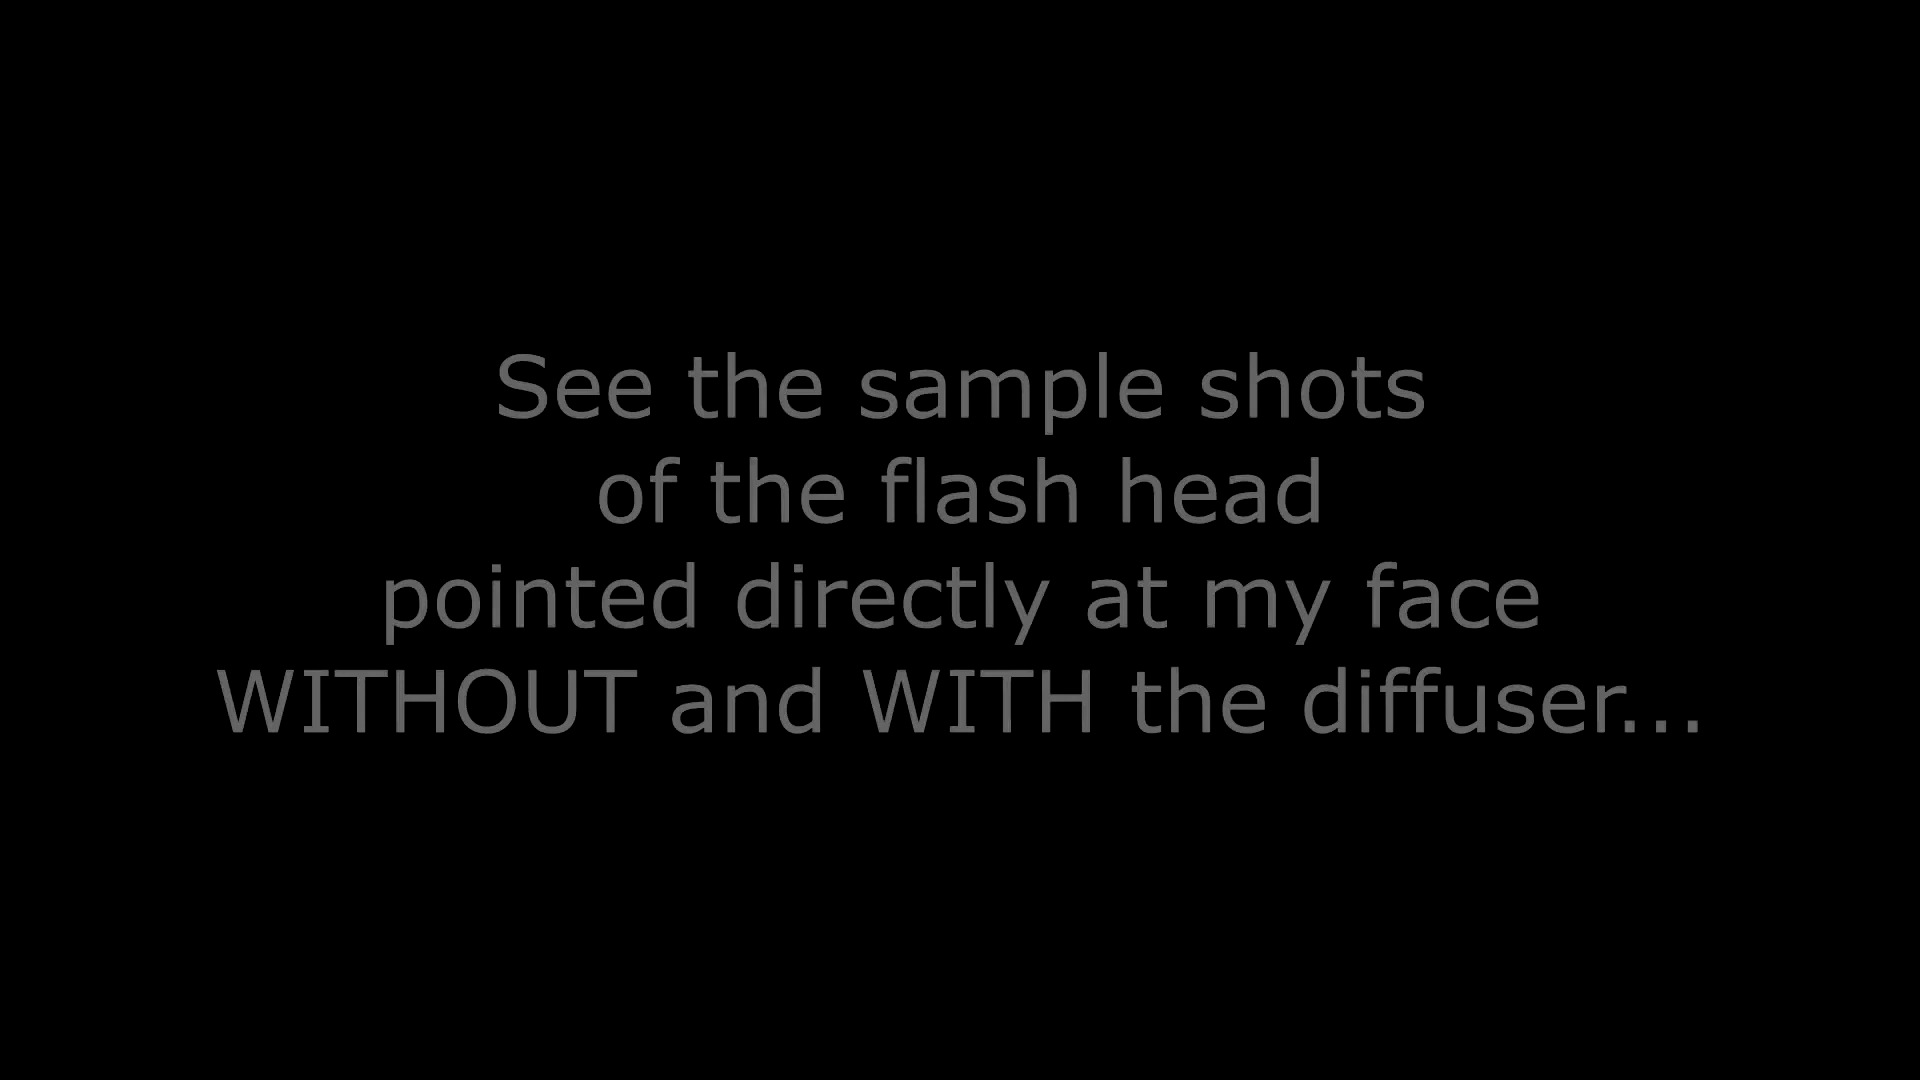 See the sample shots
of the flash head
pointed directly at my face
WITHOUT and WITH the diffuser...